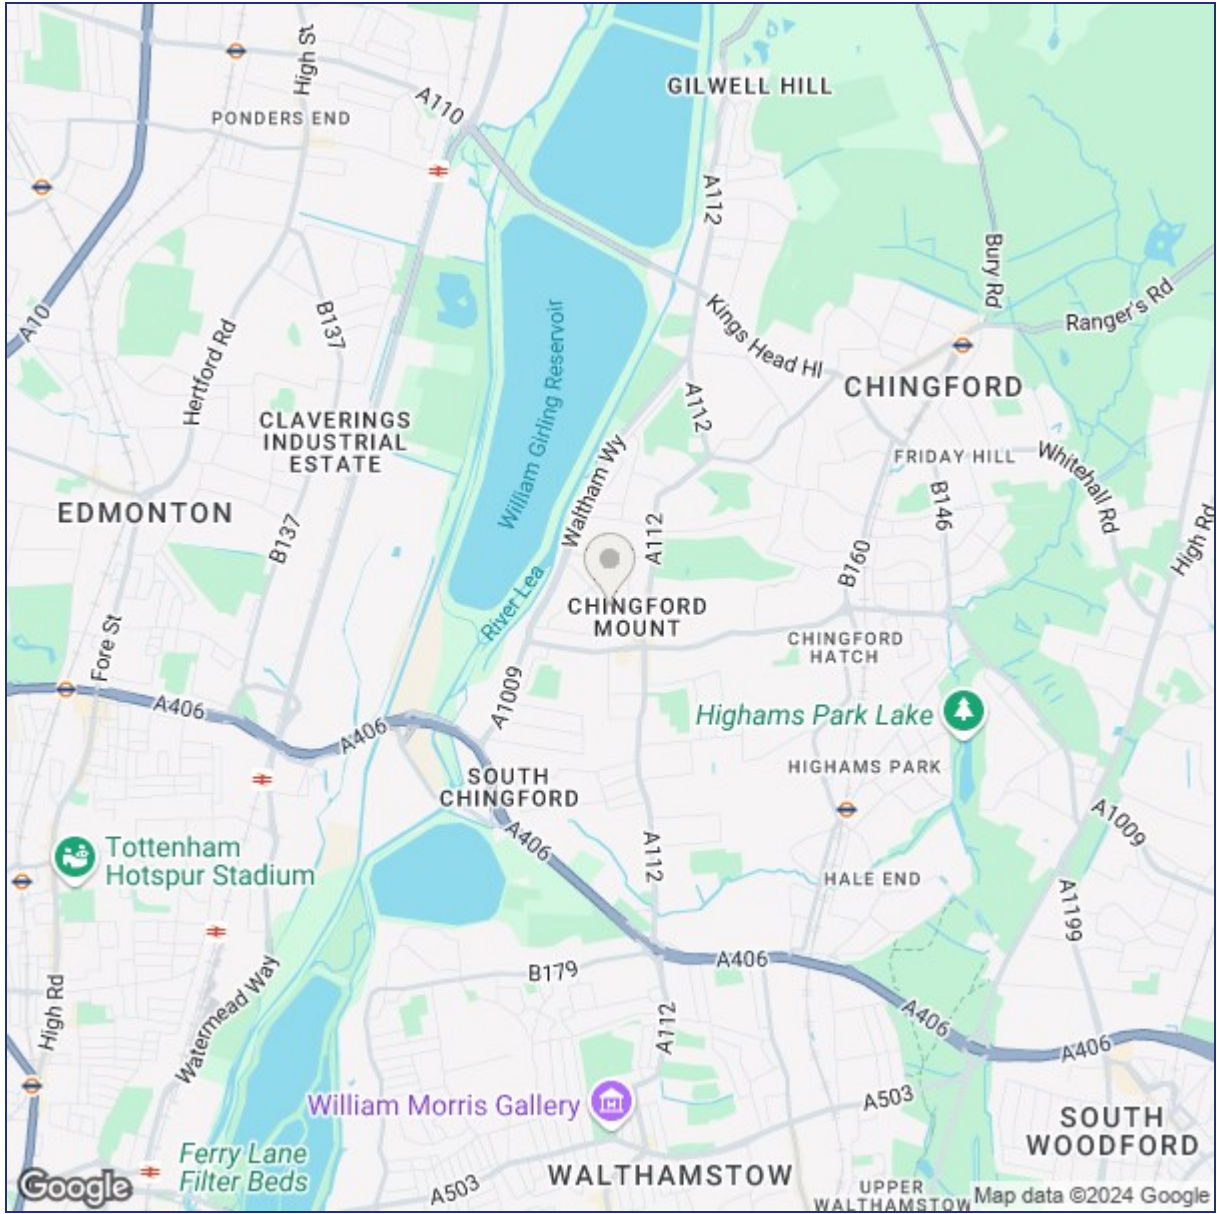 High St
GILWELL HILL
A110
PONDERS END
A112
Bury Rd
Ranger's Rd
A10
B137
Hertford Rd
William Girling Reservoir
Kings Head Hl
CHINGFORD
A112
CLAVERINGS
INDUSTRIAL
ESTATE
Waltham Wy
FRIDAY HILL
Whitehall Rd
B146
High Rd
EDMONTON
B137
A112
B160
River Lea
CHINGFORD
MOUNT
Fore St
CHINGFORD
HATCH
A406
A406
A1009
Highams Park Lake
SOUTH
CHINGFORD
HIGHAMS PARK
A1009
A406
A112
Tottenham
Hotspur Stadium
HALE END
A1199
High Rd
Watermead Way
B179
A406
A112
A406
A406
William Morris Gallery
A503
SOUTH
WOODFORD
Ferry Lane
Filter Beds
WALTHAMSTOW
A503
UPPER
WALTHAMSTOW
Google
Map data ©2024 Google